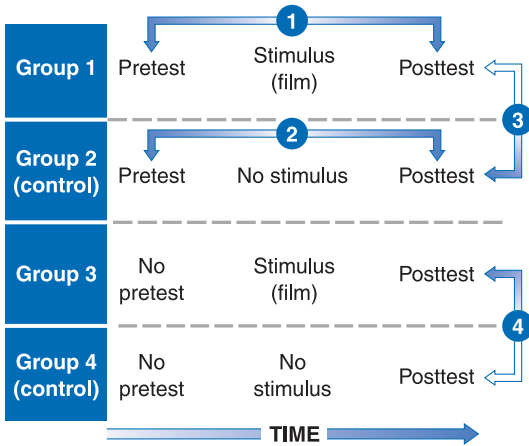 1
Group 1
Pretest
Stimulus
(film)
Posttest
3
2
Group 2
(control)
Pretest
No stimulus
Posttest
Group 3
No
pretest
Stimulus
(film)
Posttest
4
Group 4
(control)
No
pretest
No
stimulus
Posttest
TIME